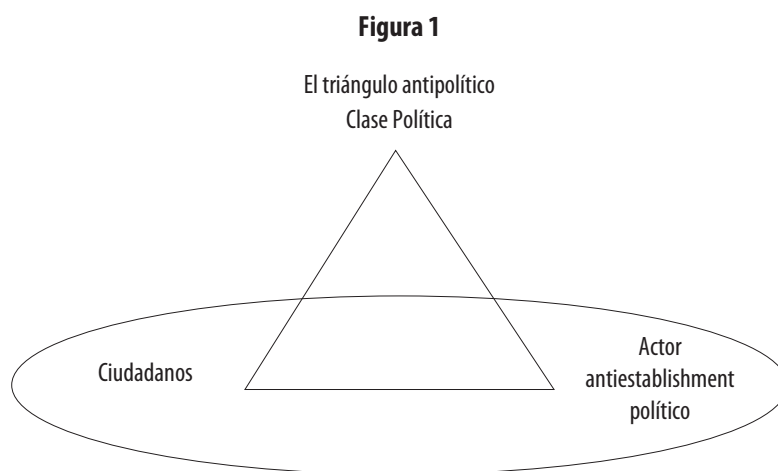 Figura 1
El triángulo antipolítico
Clase Política
Ciudadanos
Actor
antiestablishment
político